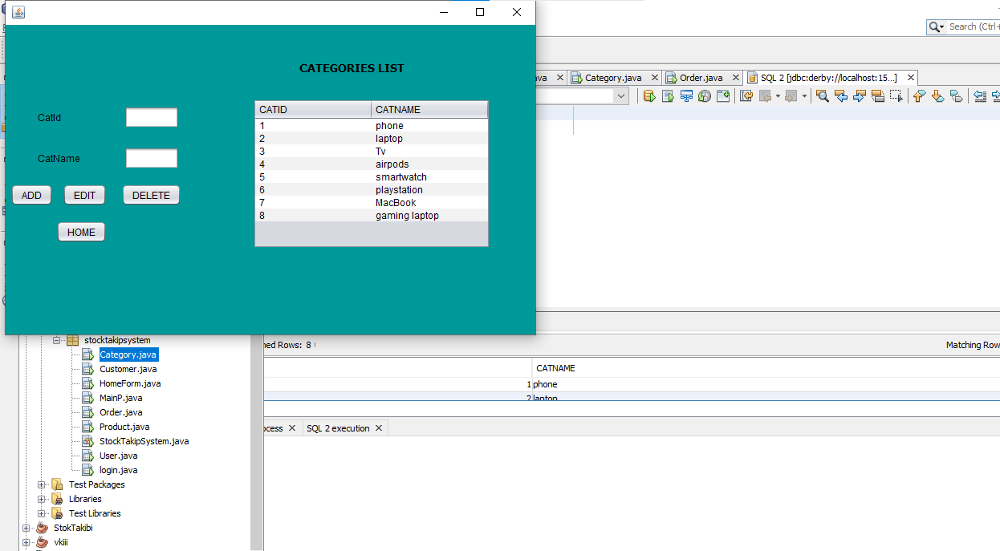 CATEGORIES LIST
CatId
CatName
ADD
EDIT
DELETE
HOME
CATID CATNAME
1 phone
2 laptop
3 Tv
4 airpods
5 smartwatch
6 playstation
7 MacBook
8 gaming laptop
Search (Ctrl+
Category.java
Order.java
SQL 2 [jdbc:derby://localhost:15...]
Rows: 8
Matching Row
CATNAME
1 phone
2 laptop
SQL 2 execution
stocktakipsystem
Category.java
Customer.java
HomeForm.java
MainP.java
Order.java
Product.java
StockTakipSystem.java
User.java
login.java
Test Packages
Libraries
Test Libraries
StokTakibi
vkiii